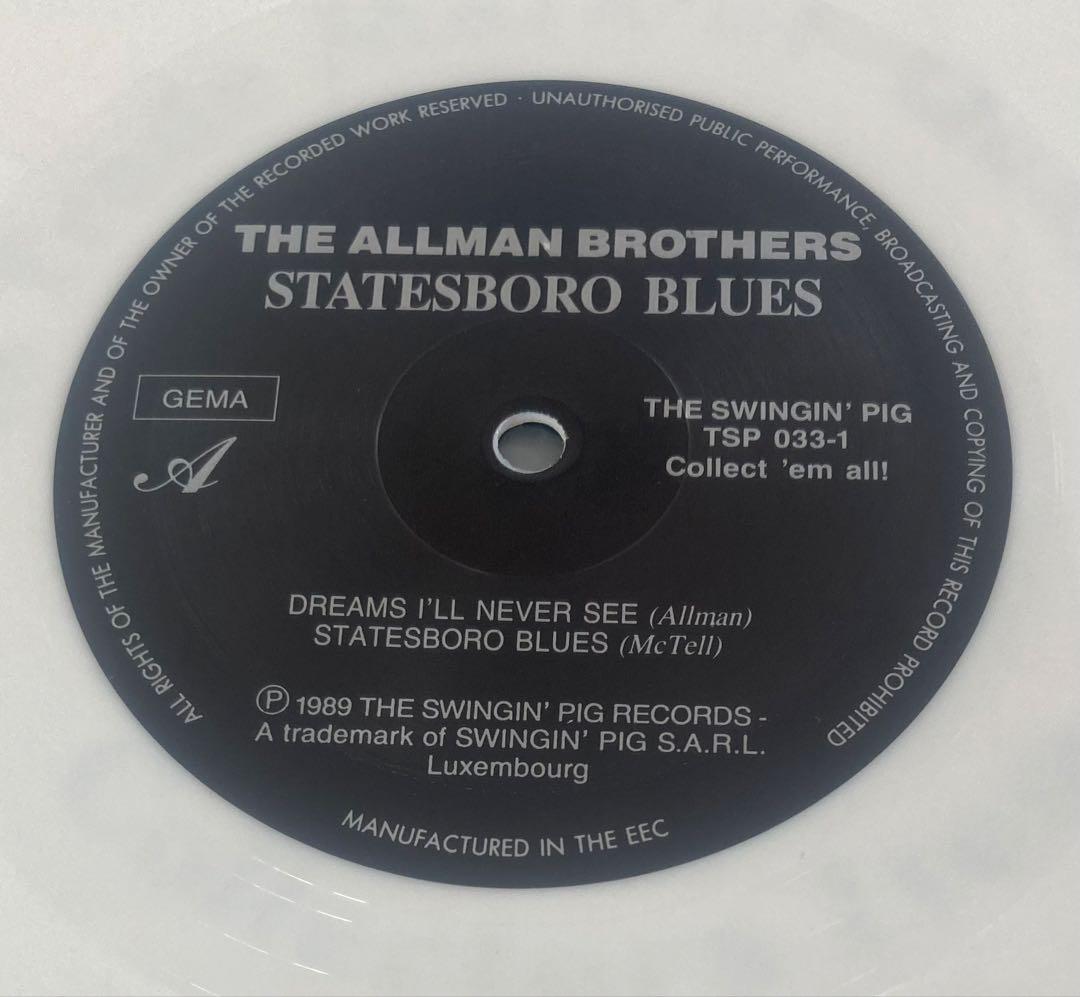 ALL RIGHTS OF THE MANUFACTURER AND OF THE OWNER OF THE RECORDED WORK RESERVED · UNAUTHORISED PUBLIC PERFORMANCE, BROADCASTING AND COPYING OF THIS RECORD PROHIBITED
THE ALLMAN BROTHERS
STATESBORO BLUES
GEMA
A
THE SWINGIN' PIG
TSP 033-1
Collect 'em all!
DREAMS I'LL NEVER SEE (Allman)
STATESBORO BLUES (McTell)
Ⓟ 1989 THE SWINGIN' PIG RECORDS -
A trademark of SWINGIN' PIG S.A.R.L.
Luxembourg
MANUFACTURED IN THE EEC